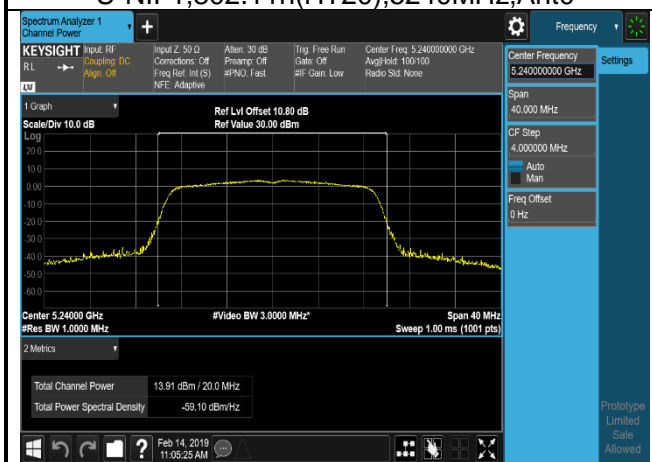 U-NII-1,802.11n(HT20),5240MHz,Ant0
Spectrum Analyzer 1
Channel Power
Frequency
KEYSIGHT
Input: RF
Coupling: DC
Align: Off
Input Z: 50 Ω
Corrections: Off
Freq Ref: Int (S)
NFE: Adaptive
Atten: 30 dB
Preamp: Off
#PNO: Fast
Trig: Free Run
Gate: Off
#IF Gain: Low
Center Freq: 5.240000000 GHz
Avg|Hold: 100/100
Radio Std: None
R L
LXI
1 Graph
Scale/Div 10.0 dB
Ref Lvl Offset 10.80 dB
Ref Value 30.00 dBm
Log
20.0
10.0
0.00
-10.0
-20.0
-30.0
-40.0
-50.0
-60.0
Center 5.24000 GHz
#Video BW 3.0000 MHz*
Span 40 MHz
#Res BW 1.0000 MHz
Sweep 1.00 ms (1001 pts)
2 Metrics
Total Channel Power 13.91 dBm / 20.0 MHz
Total Power Spectral Density -59.10 dBm/Hz
Center Frequency
5.240000000 GHz
Settings
Span
40.000 MHz
CF Step
4.000000 MHz
Auto
Man
Freq Offset
0 Hz
Prototype
Limited
Sale
Allowed
?
Feb 14, 2019
11:05:25 AM